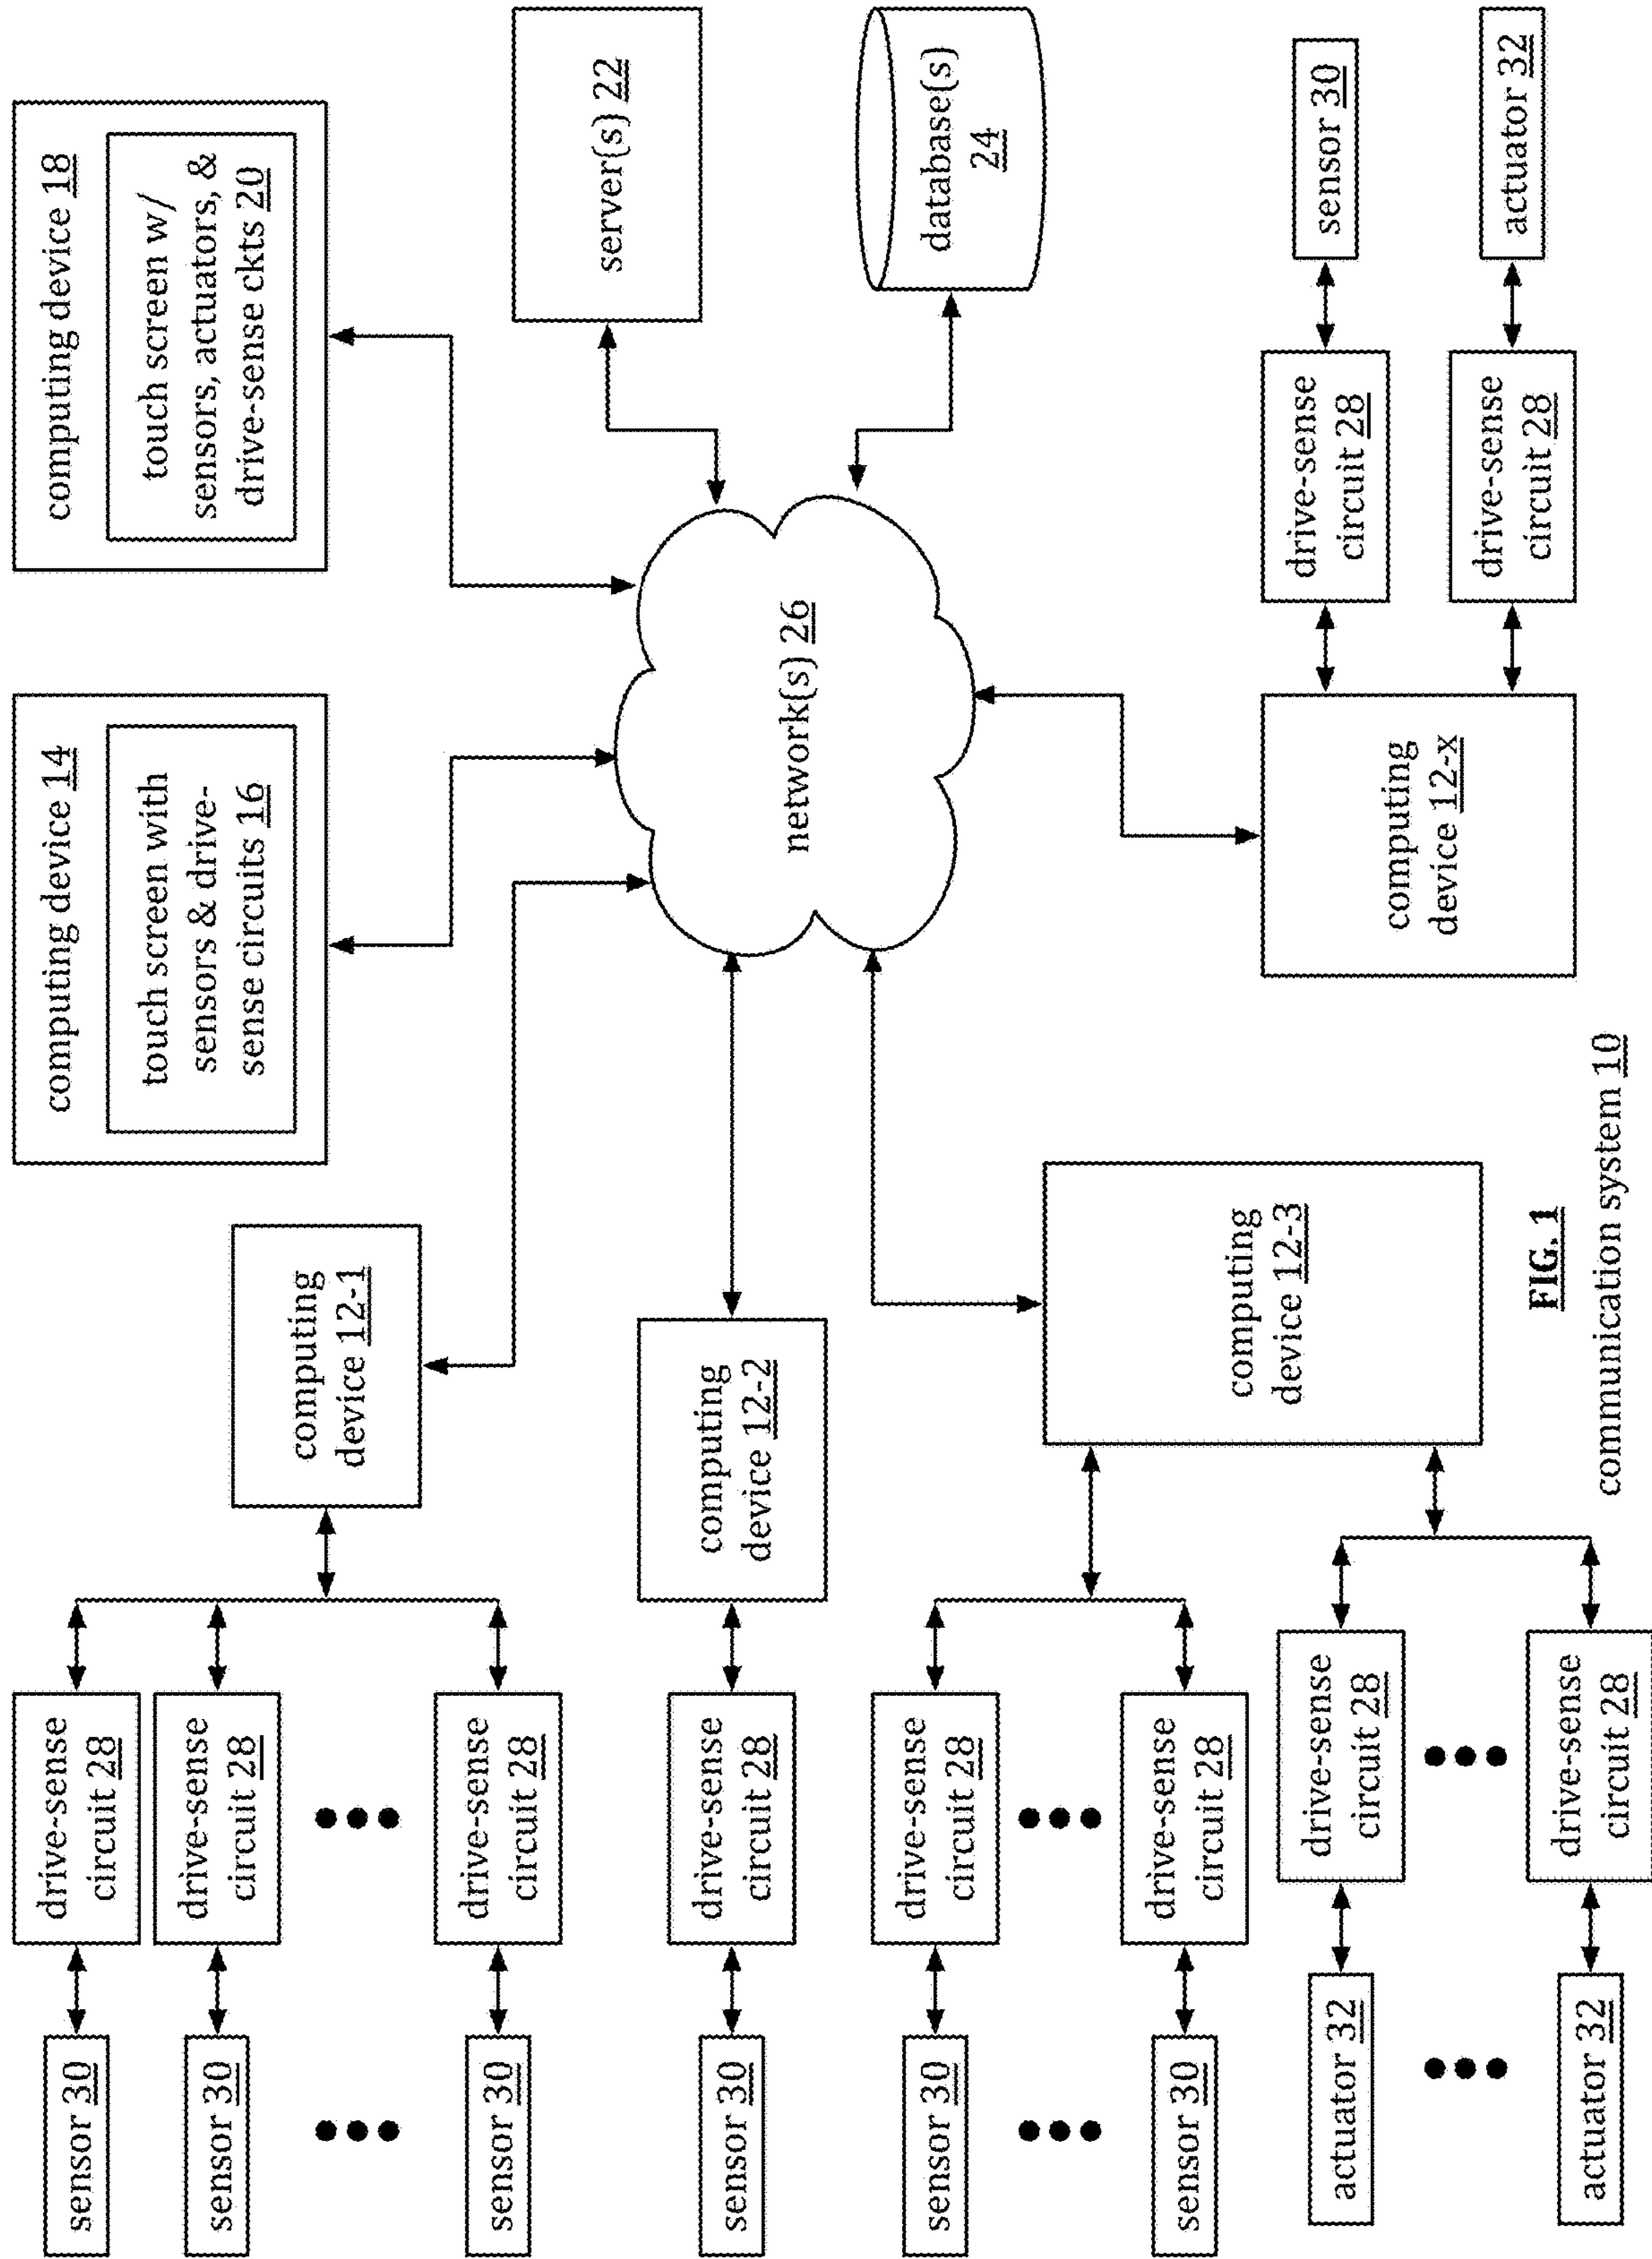 sensor 30
drive-sense
circuit 28
sensor 30
drive-sense
circuit 28
sensor 30
drive-sense
circuit 28
computing
device 12-1
computing device 14
touch screen with
sensors & drive-
sense circuits 16
computing device 18
touch screen w/
sensors, actuators, &
drive-sense ckts 20
sensor 30
drive-sense
circuit 28
computing
device 12-2
network(s) 26
server(s) 22
database(s)
24
sensor 30
drive-sense
circuit 28
sensor 30
drive-sense
circuit 28
actuator 32
drive-sense
circuit 28
actuator 32
drive-sense
circuit 28
computing
device 12-3
computing
device 12-x
drive-sense
circuit 28
sensor 30
drive-sense
circuit 28
actuator 32
FIG. 1
communication system 10